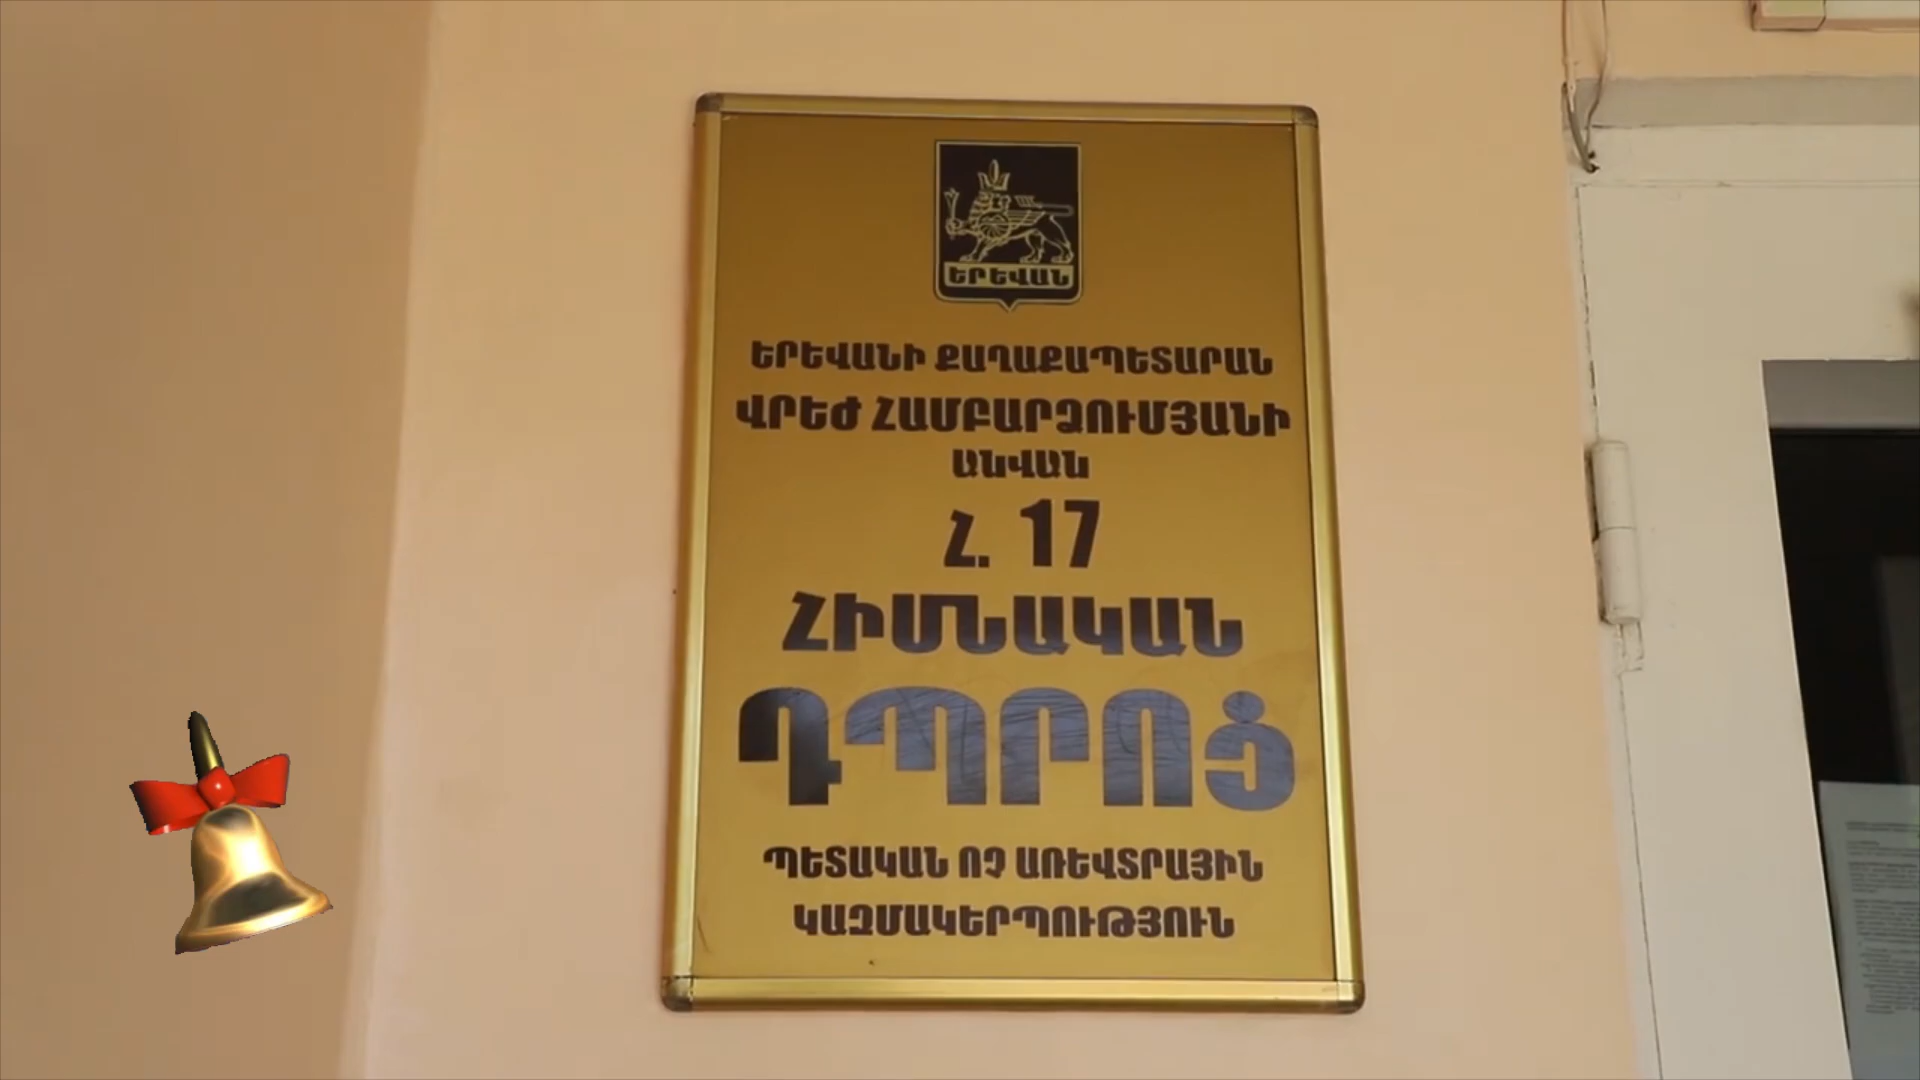 ԵՐԵՎԱՆ
ԵՐԵՎԱՆԻ ՔԱՂԱՔԱՊԵՏԱՐԱՆ
ՎՐԵԺ ՀԱՄԲԱՐՁՈՒՄՅԱՆԻ
ԱՆՎԱՆ
Հ. 17
ՀԻՄՆԱԿԱՆ
ԴՊՐՈՑ
ՊԵՏԱԿԱՆ ՈՉ ԱՌԵՎՏՐԱՅԻՆ
ԿԱԶՄԱԿԵՐՊՈՒԹՅՈՒՆ